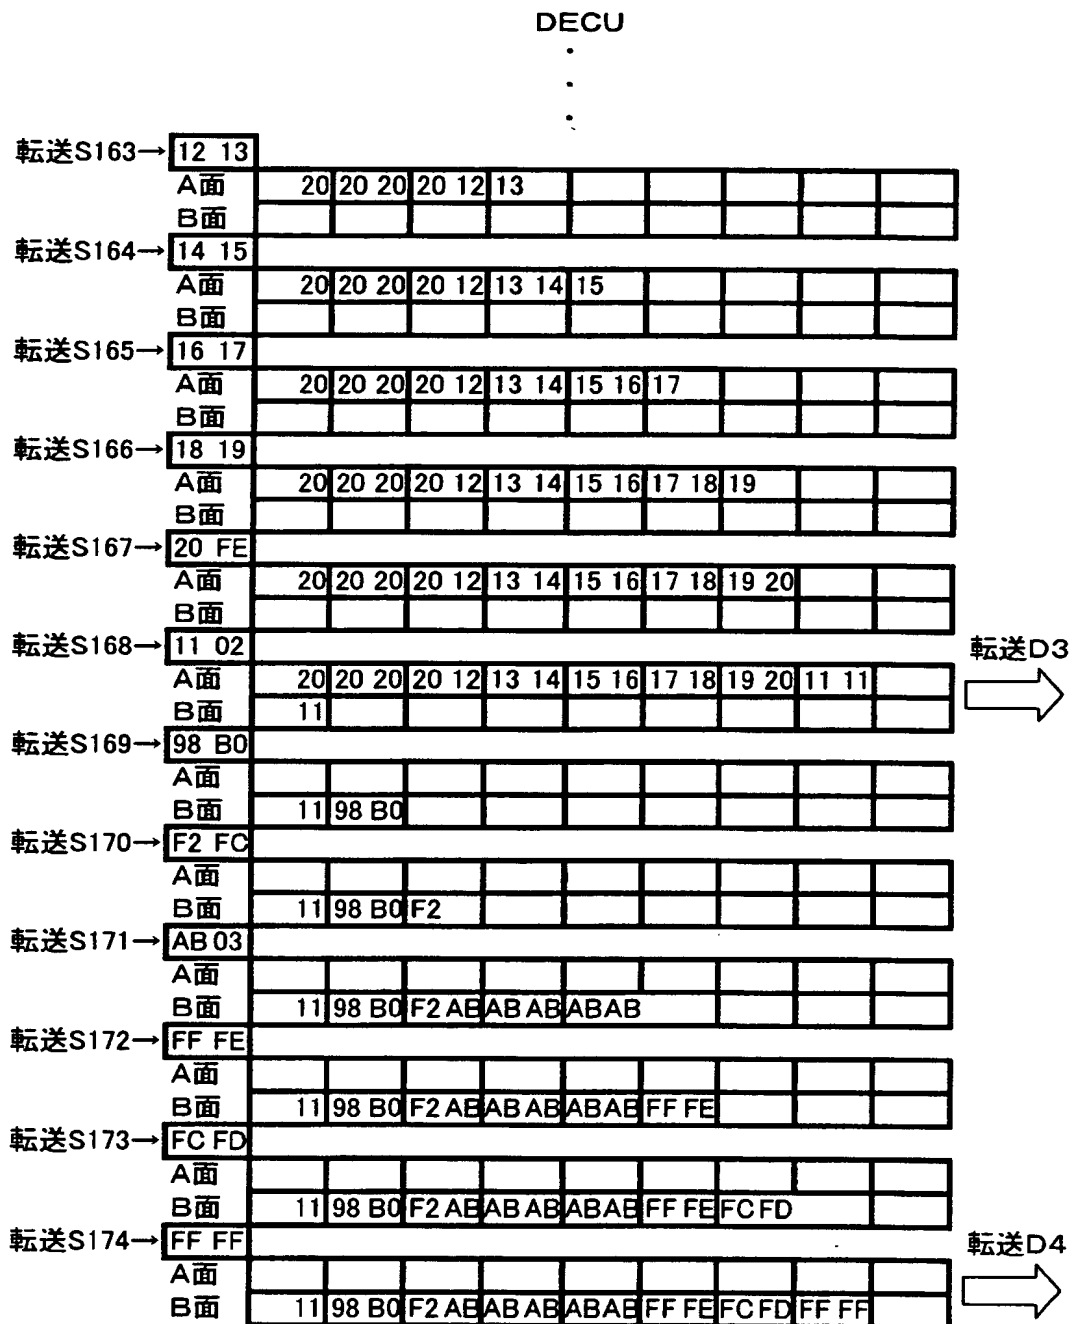 DECU
転送S163→ 12 13
A面 20 20 20 20 12 13
B面
転送S164→ 14 15
A面 20 20 20 20 12 13 14 15
B面
転送S165→ 16 17
A面 20 20 20 20 12 13 14 15 16 17
B面
転送S166→ 18 19
A面 20 20 20 20 12 13 14 15 16 17 18 19
B面
転送S167→ 20 FE
A面 20 20 20 20 12 13 14 15 16 17 18 19 20
B面
転送S168→ 11 02 転送D3
A面 20 20 20 20 12 13 14 15 16 17 18 19 20 11 11
B面 11
転送S169→ 98 B0
A面
B面 11 98 B0
転送S170→ F2 FC
A面
B面 11 98 B0 F2
転送S171→ AB 03
A面
B面 11 98 B0 F2 AB AB AB AB AB
転送S172→ FF FE
A面
B面 11 98 B0 F2 AB AB AB AB AB FF FE
転送S173→ FC FD
A面
B面 11 98 B0 F2 AB AB AB AB AB FF FE FC FD
転送S174→ FF FF 転送D4
A面
B面 11 98 B0 F2 AB AB AB AB AB FF FE FC FD FF FF